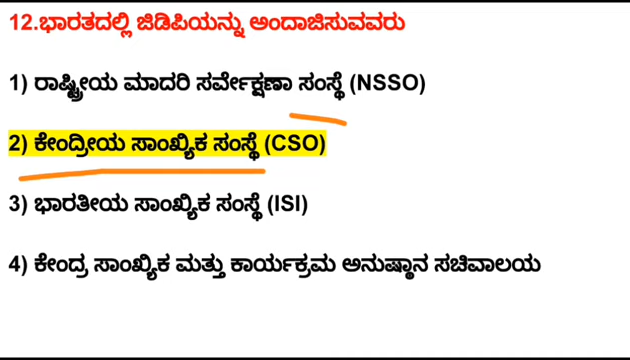 12.ಭಾರತದಲ್ಲಿ ಜಿಡಿಪಿಯನ್ನು ಅಂದಾಜಿಸುವವರು
1) ರಾಷ್ಟ್ರೀಯ ಮಾದರಿ ಸರ್ವೇಕ್ಷಣಾ ಸಂಸ್ಥೆ (NSSO)
2) ಕೇಂದ್ರೀಯ ಸಾಂಖ್ಯಿಕ ಸಂಸ್ಥೆ (CSO)
3) ಭಾರತೀಯ ಸಾಂಖ್ಯಿಕ ಸಂಸ್ಥೆ (ISI)
4) ಕೇಂದ್ರ ಸಾಂಖ್ಯಿಕ ಮತ್ತು ಕಾರ್ಯಕ್ರಮ ಅನುಷ್ಠಾನ ಸಚಿವಾಲಯ